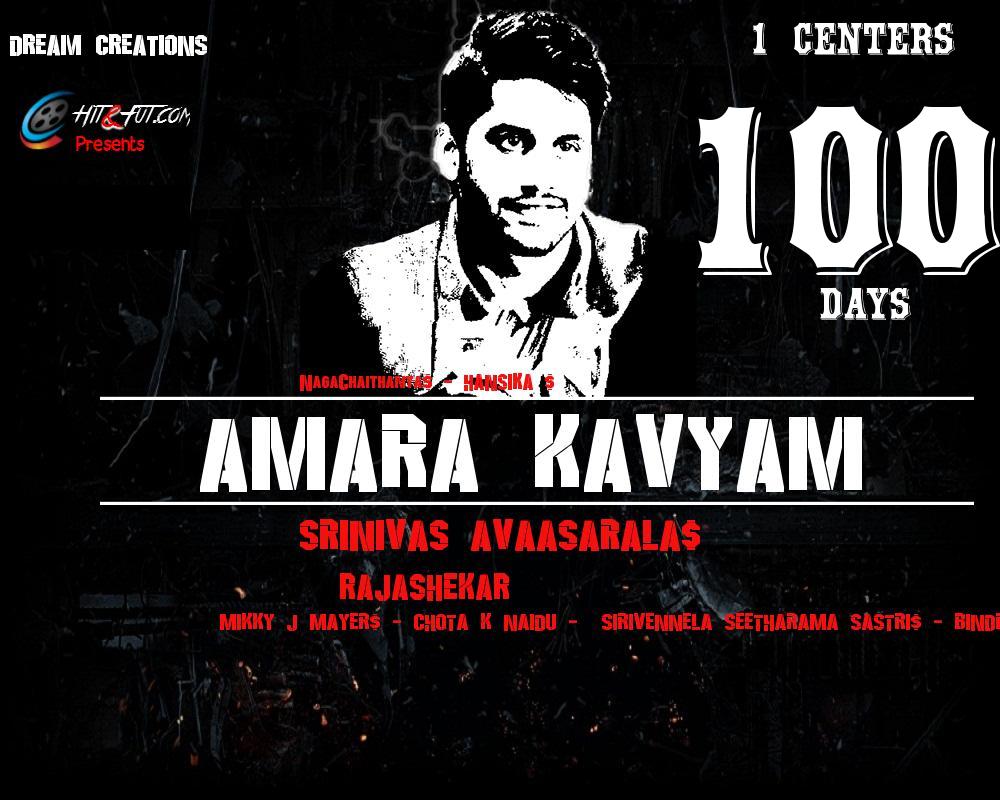 DREAM CREATIONS
HIT&FUT.COM
Presents
1 CENTERS
100
DAYS
NAGACHAITHANYA$ - HANSIKA $
AMARA KAVYAM
SRINIVAS AVAASARALA$
RAJASHEKAR
MIKKY J MAYER$ - CHOTA K NAIDU - SIRIVENNELA SEETHARAMA SASTRI$ -